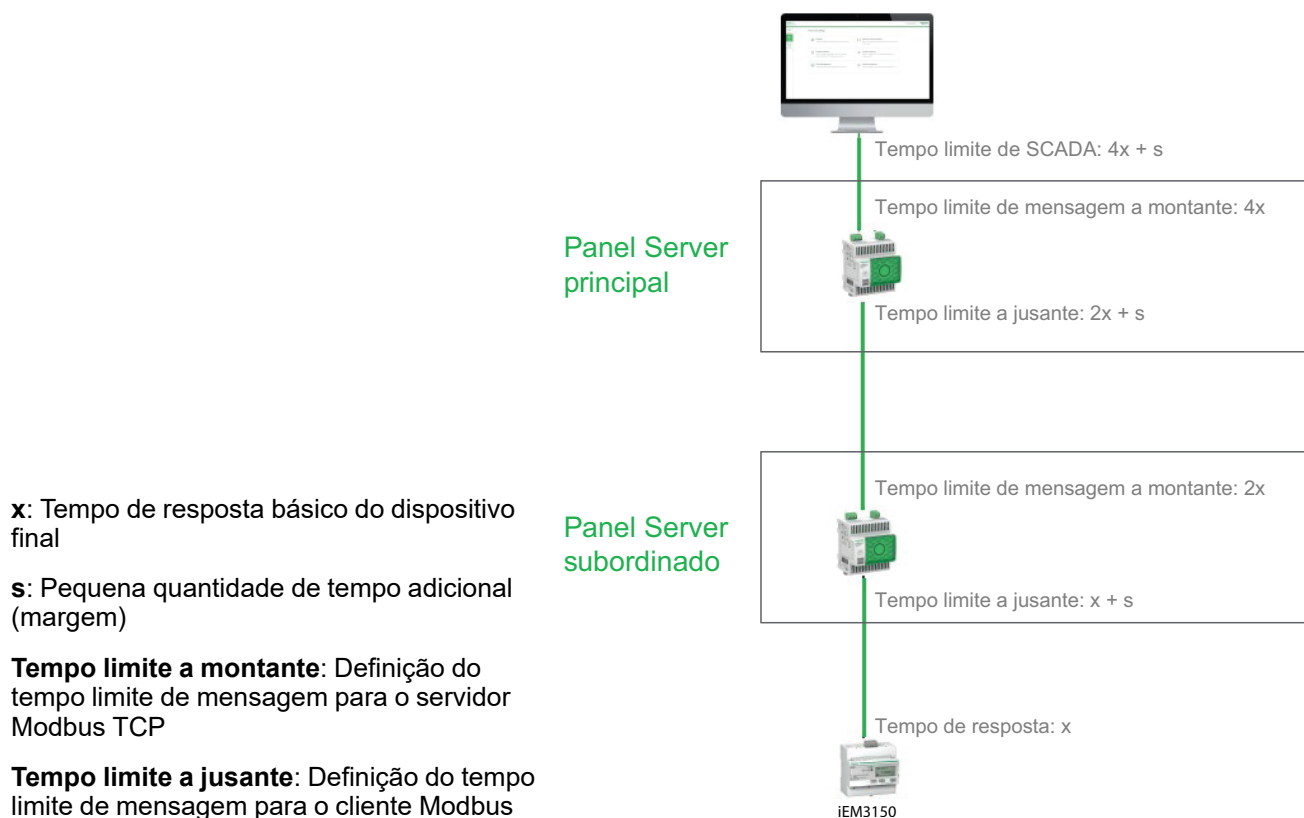 Tempo limite de SCADA: 4x + s
Tempo limite de mensagem a montante: 4x
Panel Server
principal
Tempo limite a jusante: 2x + s
Tempo limite de mensagem a montante: 2x
Panel Server
subordinado
Tempo limite a jusante: x + s
Tempo de resposta: x
iEM3150
x: Tempo de resposta básico do dispositivo
final
s: Pequena quantidade de tempo adicional
(margem)
Tempo limite a montante: Definição do
tempo limite de mensagem para o servidor
Modbus TCP
Tempo limite a jusante: Definição do tempo
limite de mensagem para o cliente Modbus